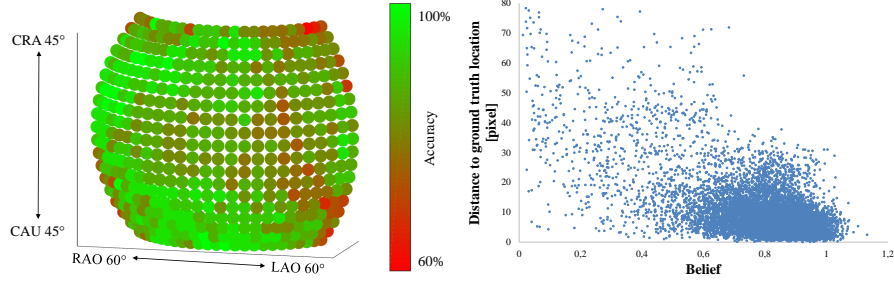 CRA 45°
CAU 45°
RAO 60°
LAO 60°
100%
Accuracy
60%
Distance to ground truth location
[pixel]
80
70
60
50
40
30
20
10
0
0 0,2 0,4 0,6 0,8 1 1,2
Belief